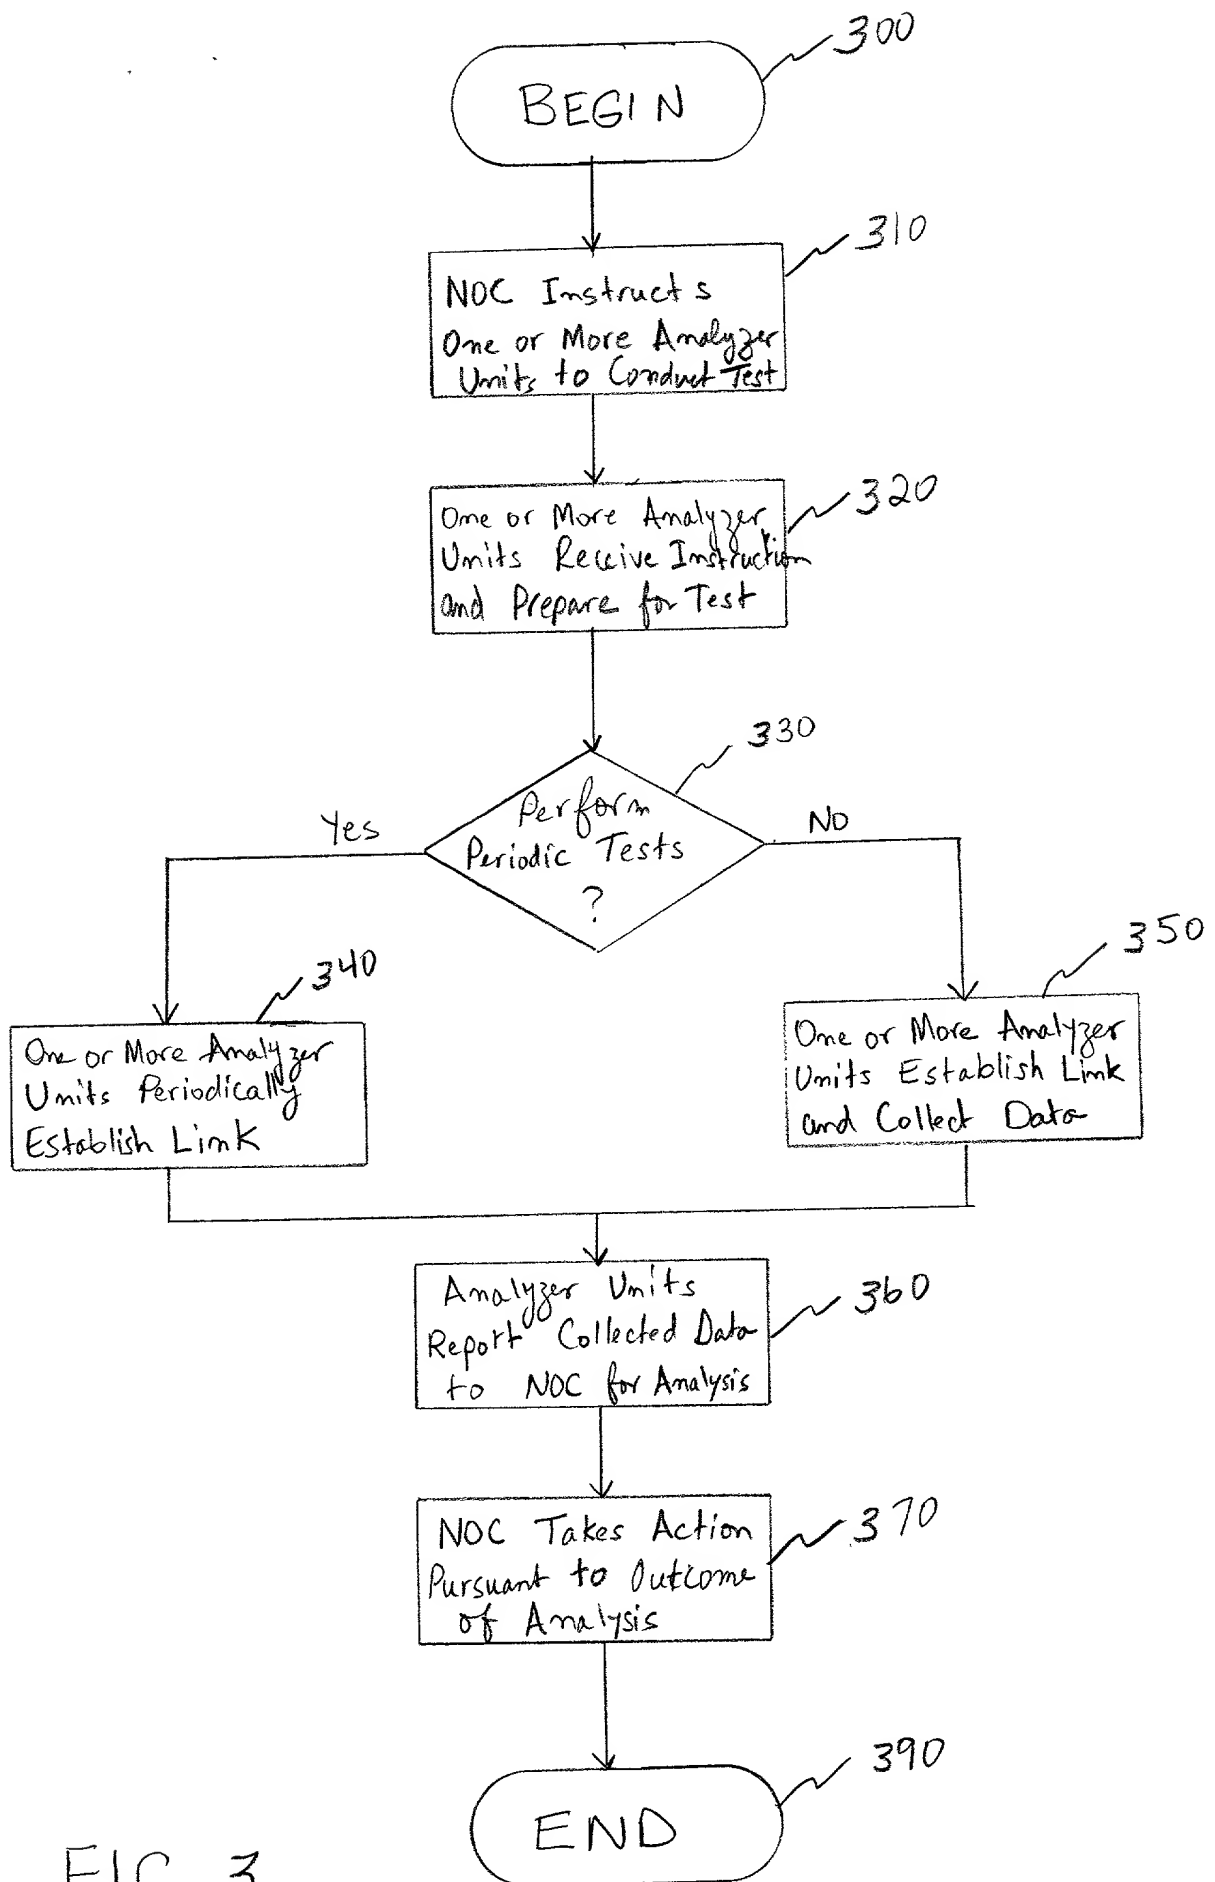 300
BEGIN
310
NOC Instructs
One or More Analyzer
Units to Conduct Test
320
One or More Analyzer
Units Receive Instruction
and Prepare for Test
330
Perform
Periodic Tests
?
Yes
NO
340
One or More Analyzer
Units Periodically
Establish Link
350
One or More Analyzer
Units Establish Link
and Collect Data
360
Analyzer Units
Report Collected Data
to NOC for Analysis
370
NOC Takes Action
Pursuant to Outcome
of Analysis
390
END
FIG. 3